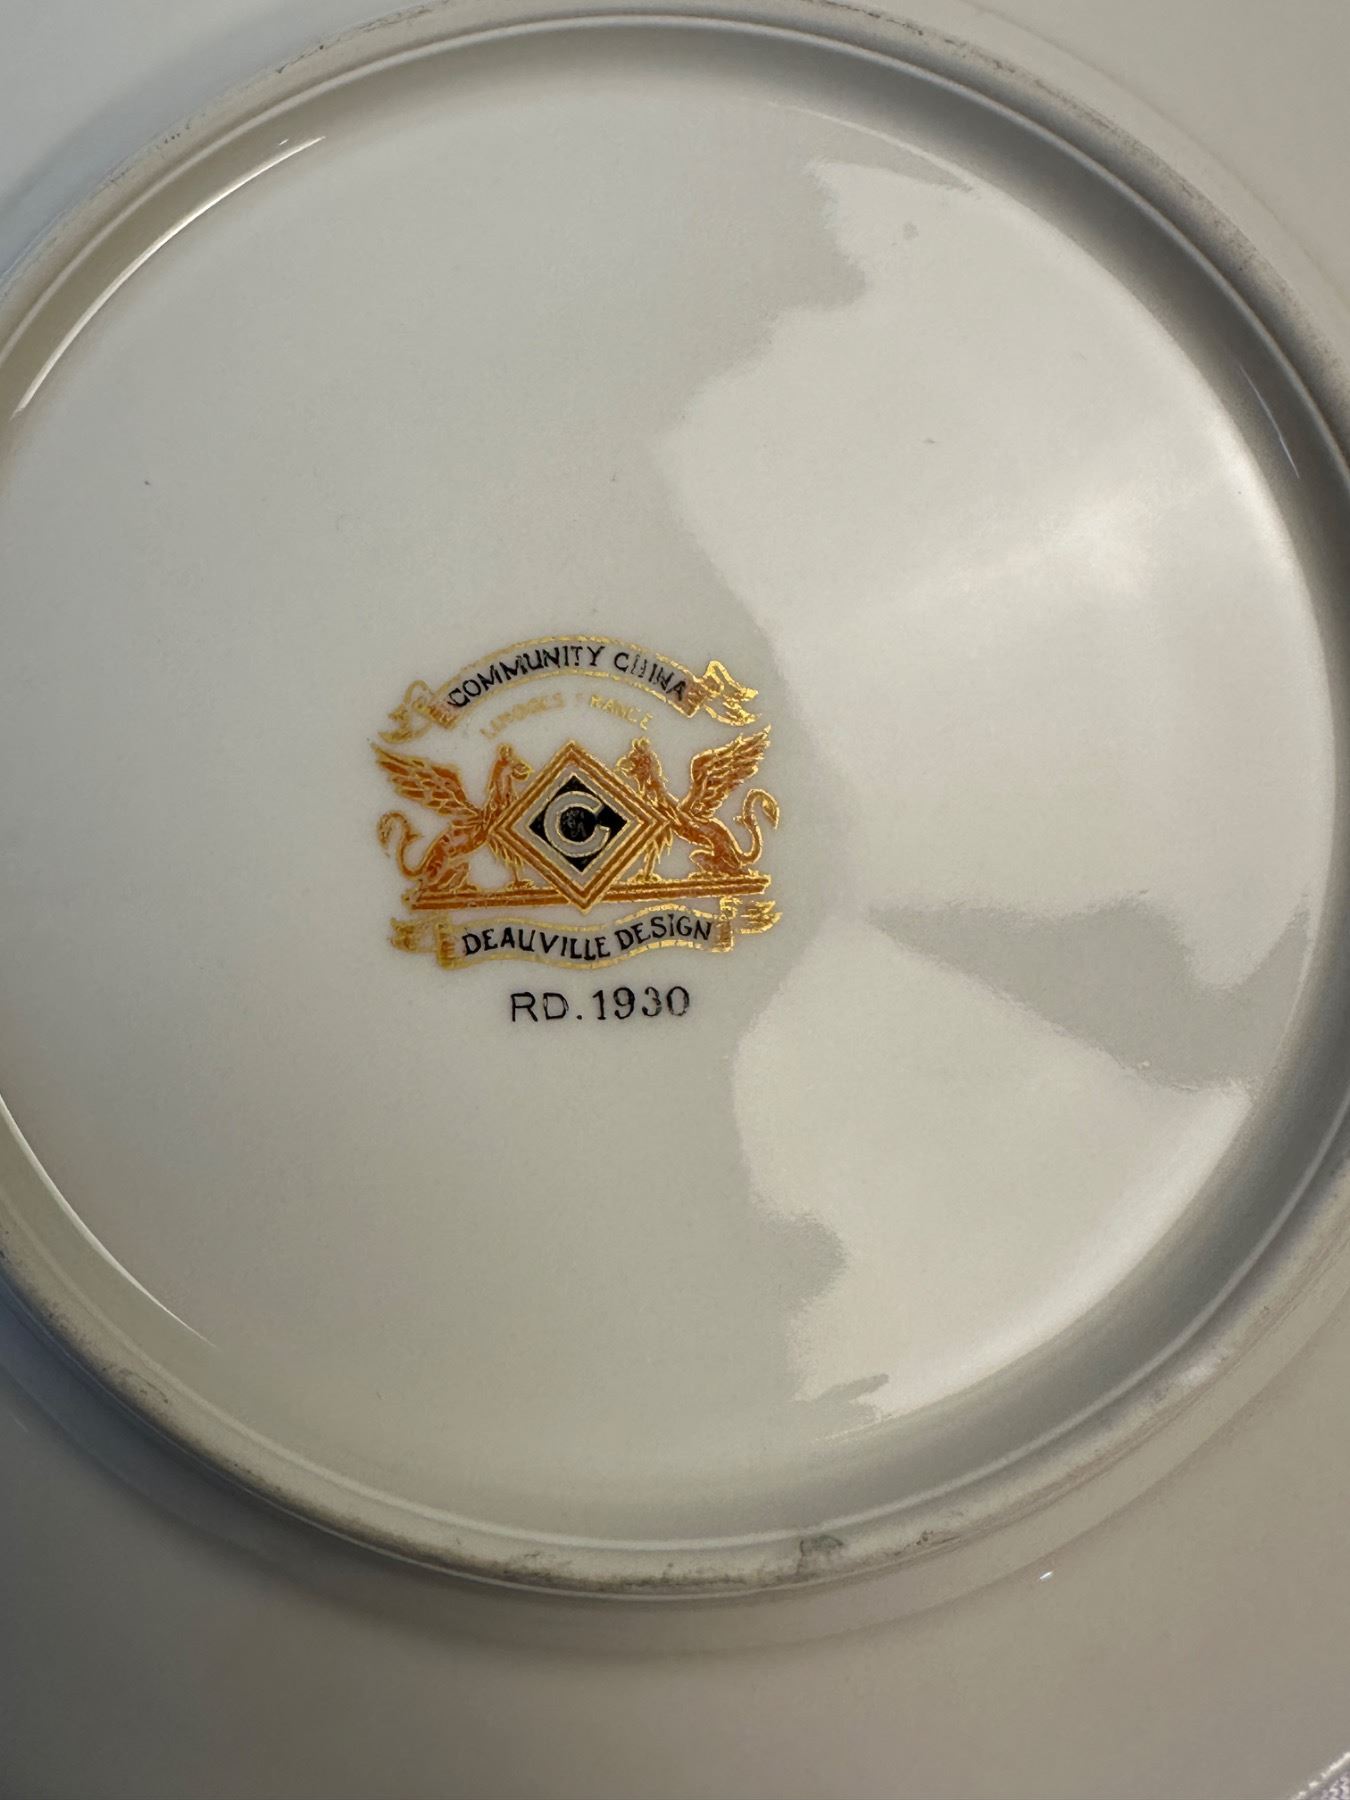 COMMUNITY CHINA
LIMOGES FRANCE
C
DEAUVILLE DESIGN
RD. 1930